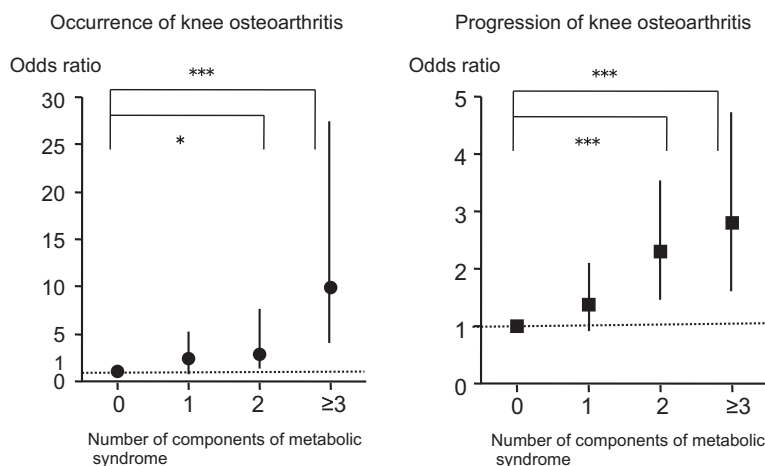 Occurrence of knee osteoarthritis
Odds ratio
***
*
30
25
20
15
10
5
1
0
0 1 2 ≥3
Number of components of metabolic
syndrome
Progression of knee osteoarthritis
Odds ratio
***
***
5
4
3
2
1
0
0 1 2 ≥3
Number of components of metabolic
syndrome